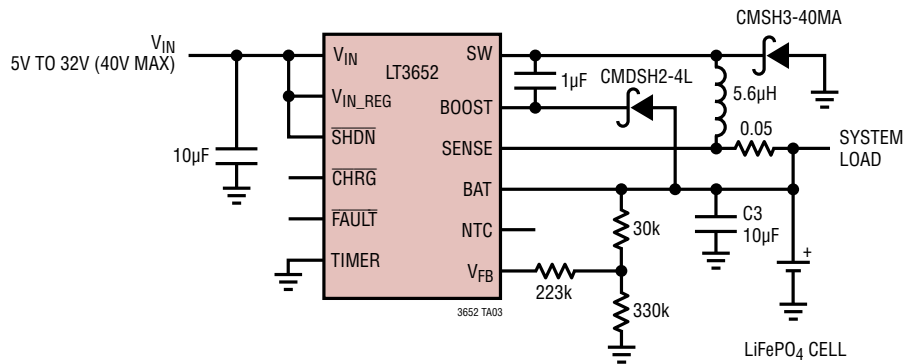 V_IN
5V TO 32V (40V MAX)
10µF
LT3652
V_IN
V_IN_REG
SHDN
CHRG
FAULT
TIMER
SW
BOOST
SENSE
BAT
NTC
V_FB
3652 TA03
1µF
CMDSH2-4L
CMSH3-40MA
5.6µH
0.05
SYSTEM
LOAD
30k
223k
330k
C3
10µF
+
LiFePO4 CELL